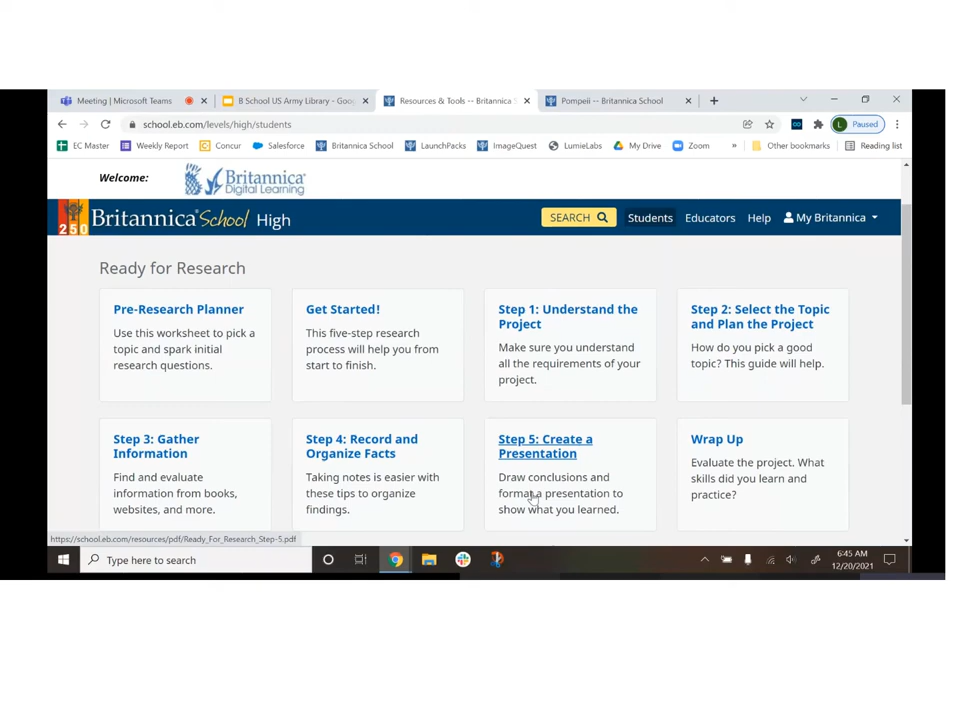 Meeting | Microsoft Teams
B School US Army Library - Goo
Resources & Tools -- Britannica S
Pompeii -- Britannica School
school.eb.com/levels/high/students
L
Paused
EC Master
Weekly Report
Concur
Salesforce
Britannica School
LaunchPacks
ImageQuest
LumieLabs
My Drive
Zoom
»
Other bookmarks
Reading list
Welcome:
Britannica
Digital Learning
250
Britannica School High
SEARCH
Students
Educators
Help
My Britannica
Ready for Research
Pre-Research Planner
Use this worksheet to pick a
topic and spark initial
research questions.
Get Started!
This five-step research
process will help you from
start to finish.
Step 1: Understand the
Project
Make sure you understand
all the requirements of your
project.
Step 2: Select the Topic
and Plan the Project
How do you pick a good
topic? This guide will help.
Step 3: Gather
Information
Find and evaluate
information from books,
websites, and more.
Step 4: Record and
Organize Facts
Taking notes is easier with
these tips to organize
findings.
Step 5: Create a
Presentation
Draw conclusions and
format a presentation to
show what you learned.
Wrap Up
Evaluate the project. What
skills did you learn and
practice?
https://school.eb.com/resources/pdf/Ready_For_Research_Step-5.pdf
Type here to search
6:45 AM
12/20/2021